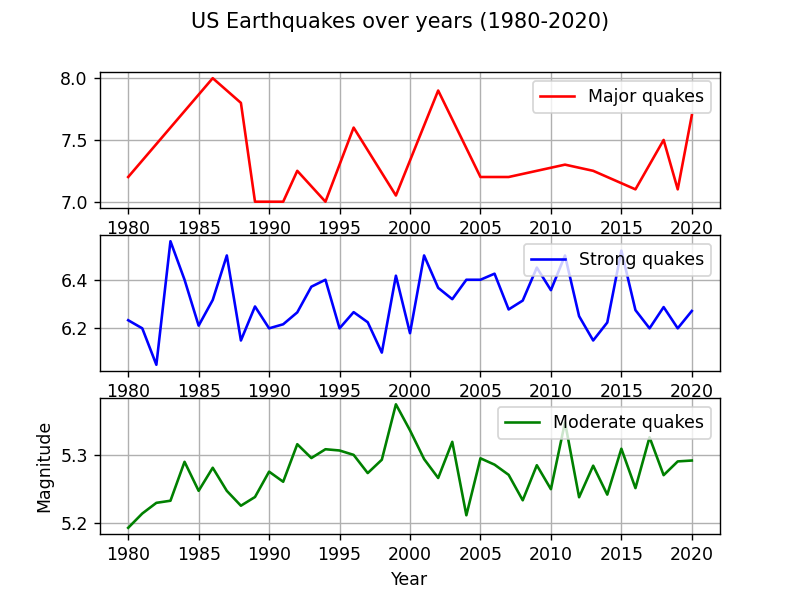 US Earthquakes over years (1980-2020)
Major quakes
8.0
7.5
7.0
1980 1985 1990 1995 2000 2005 2010 2015 2020
Strong quakes
6.4
6.2
1980 1985 1990 1995 2000 2005 2010 2015 2020
Moderate quakes
Magnitude
5.3
5.2
1980 1985 1990 1995 2000 2005 2010 2015 2020
Year